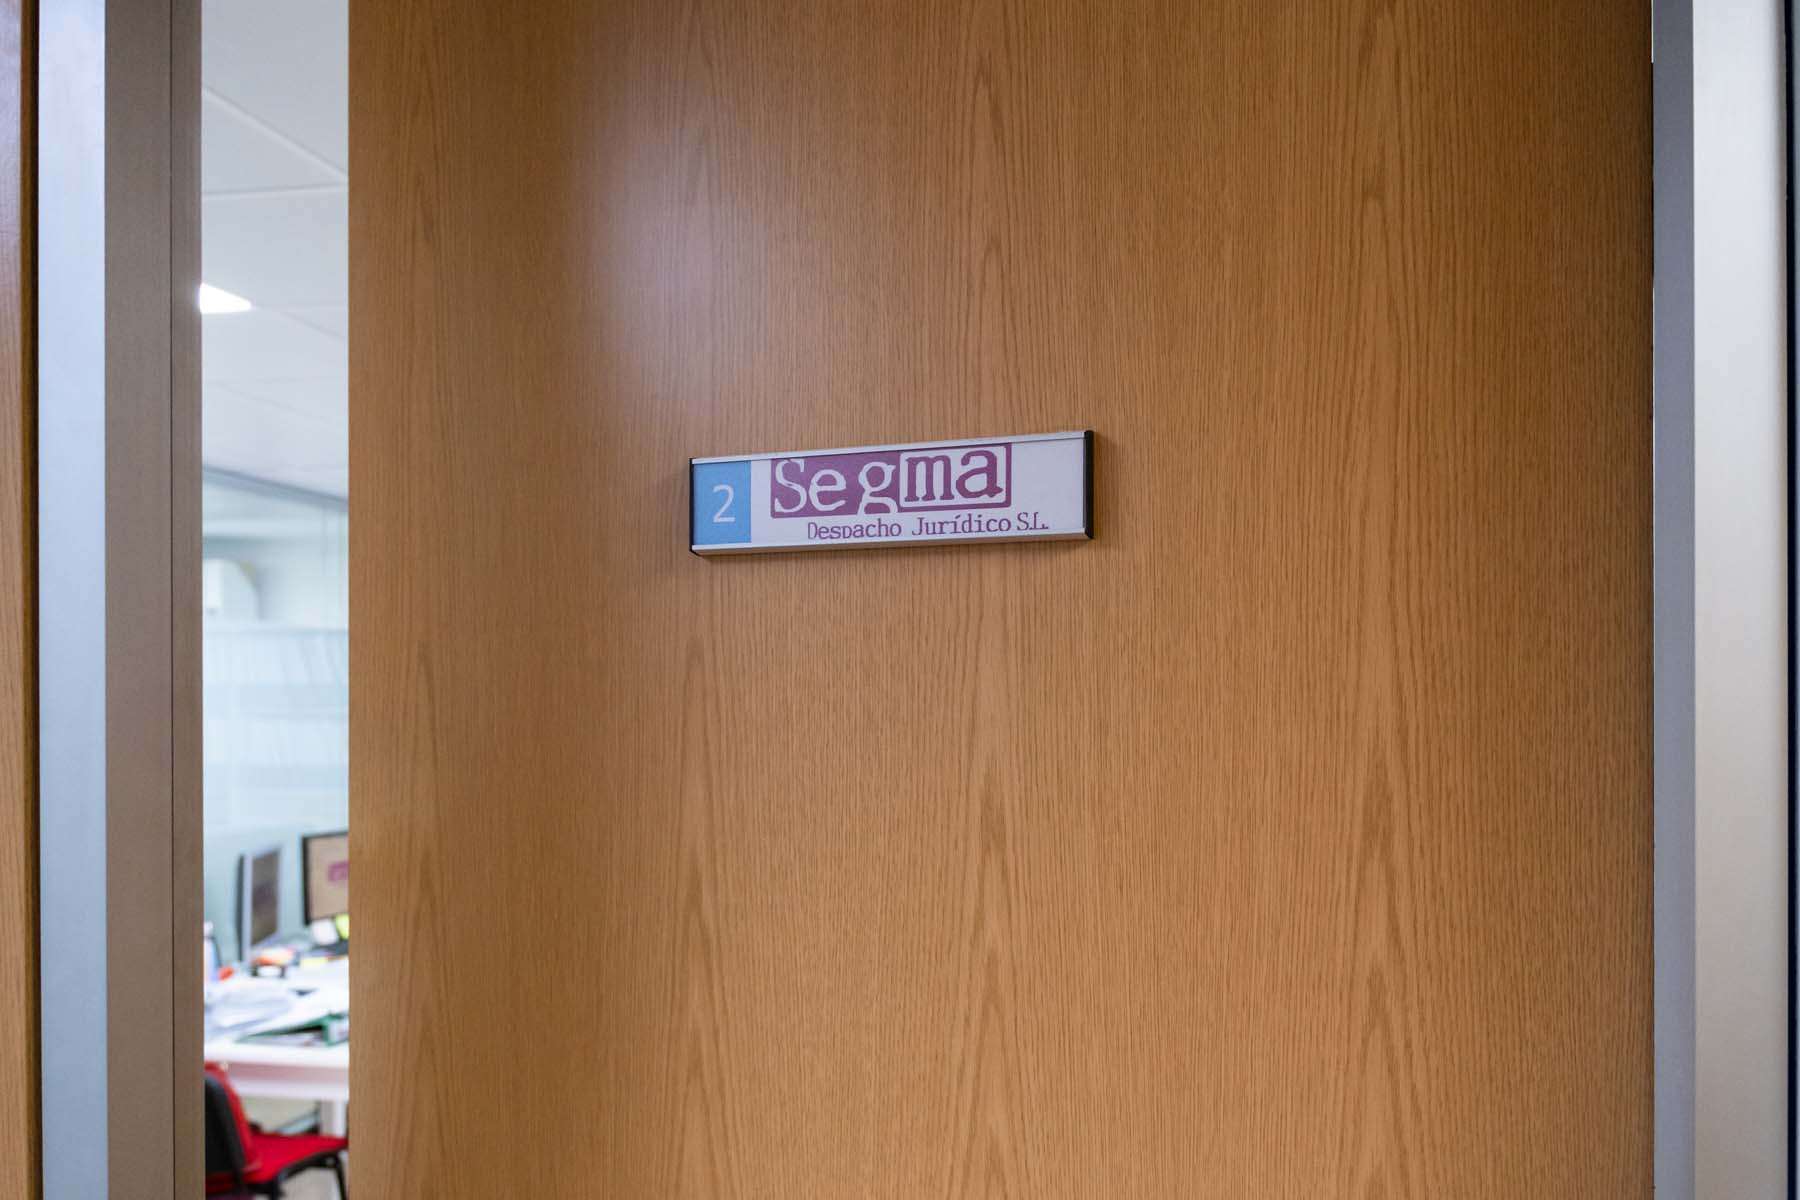 2
Segma
Despacho Jurídico S.L.